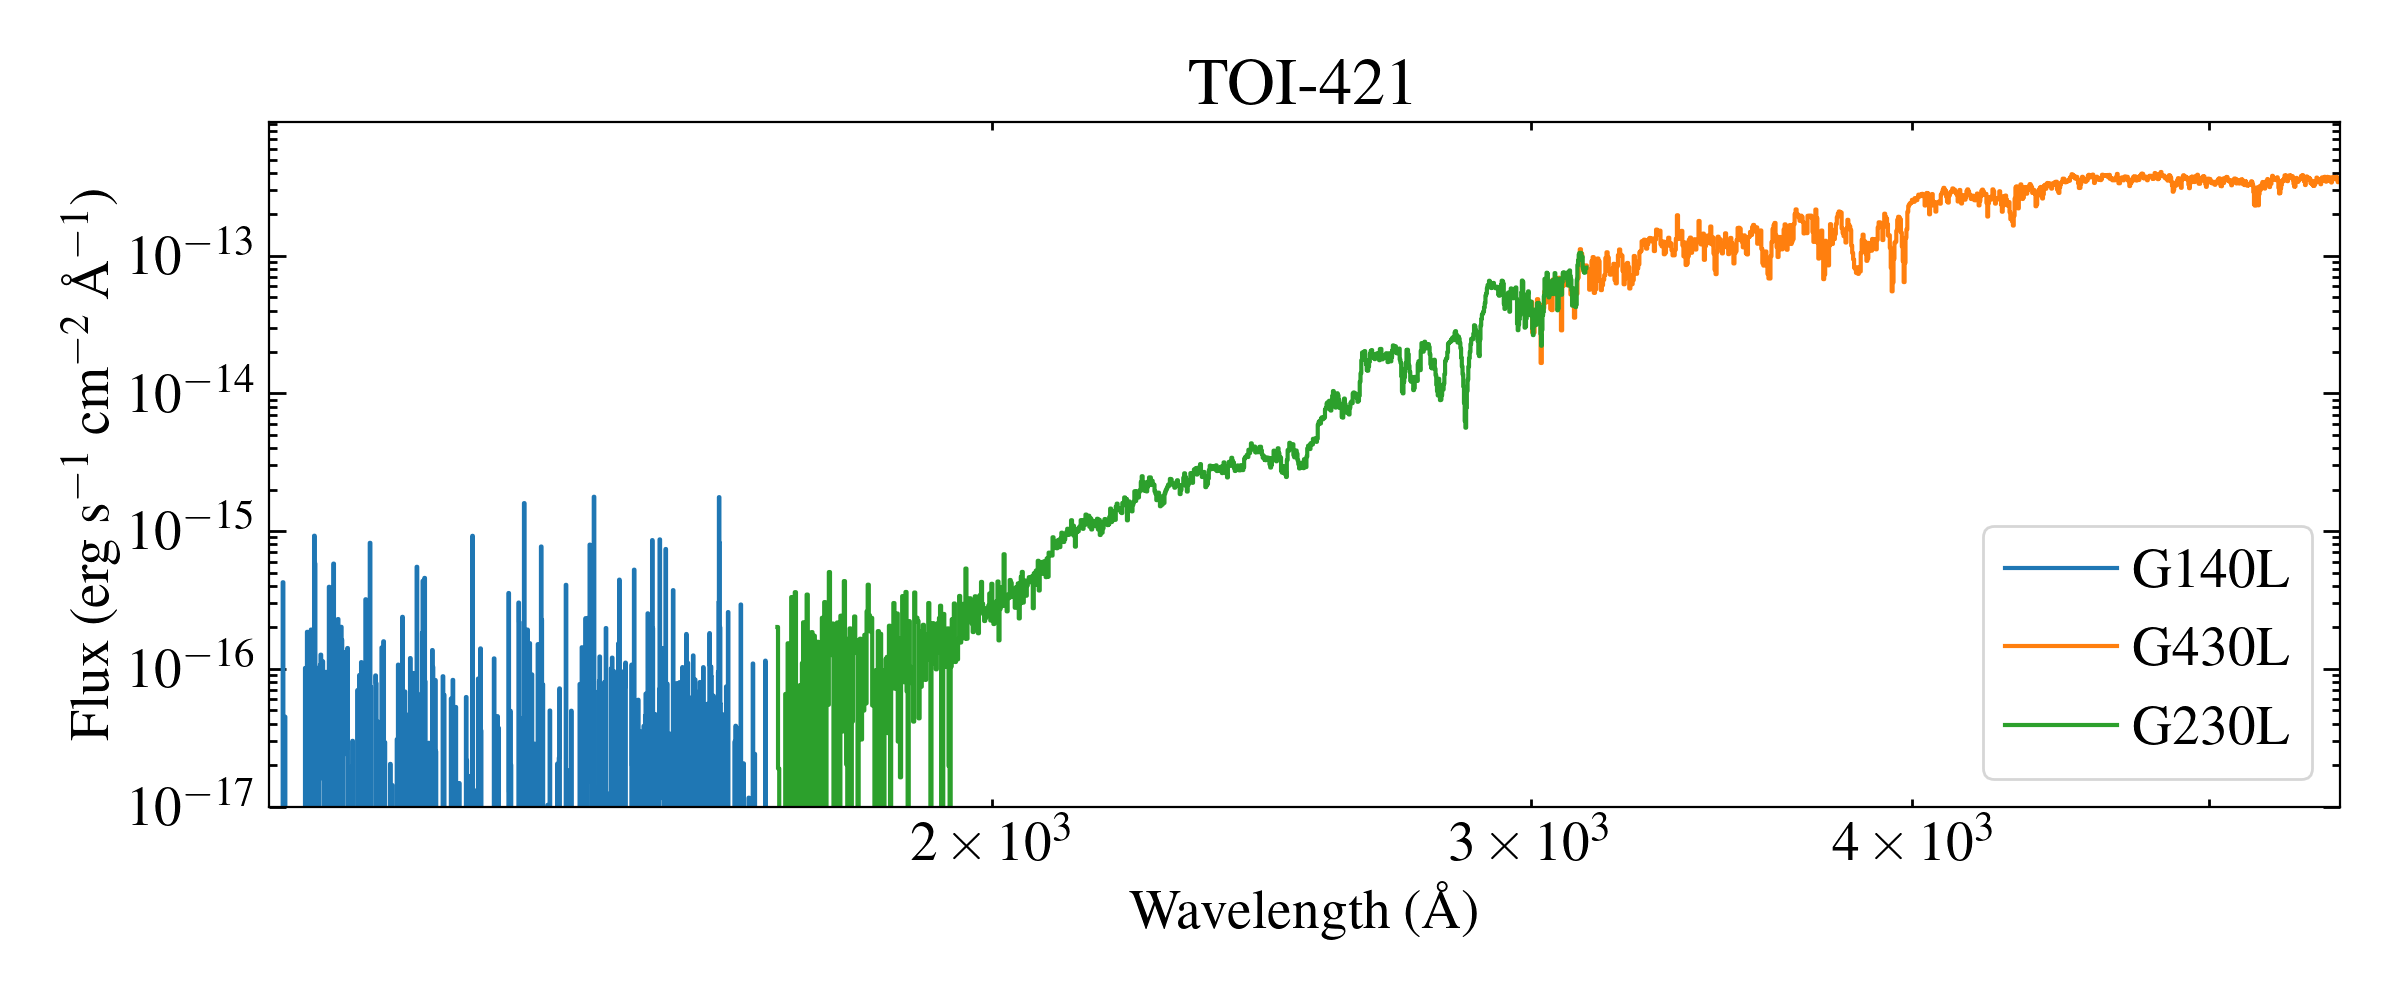 TOI-421
Flux (erg s⁻¹ cm⁻² Å⁻¹)
10⁻¹³
10⁻¹⁴
10⁻¹⁵
10⁻¹⁶
10⁻¹⁷
G140L
G430L
G230L
2 × 10³ 3 × 10³ 4 × 10³
Wavelength (Å)